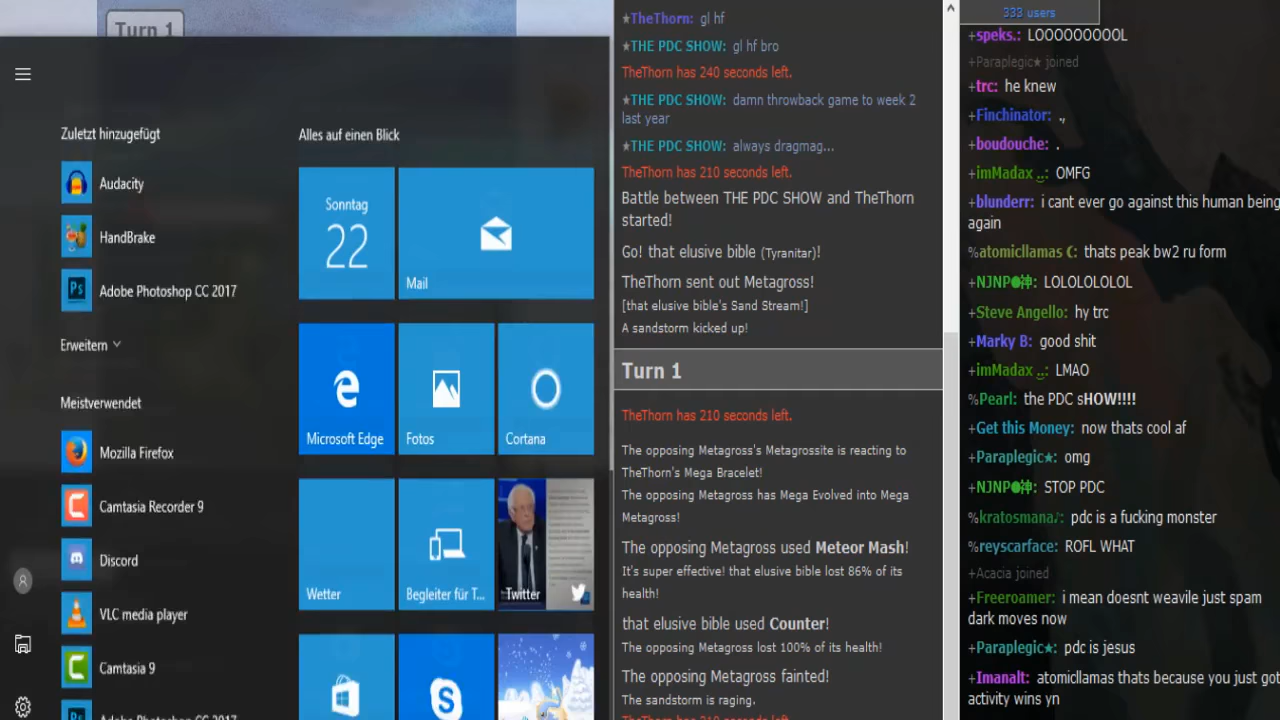 Turn 1
Zuletzt hinzugefügt
Audacity
HandBrake
Adobe Photoshop CC 2017
Erweitern
Meistverwendet
Mozilla Firefox
Camtasia Recorder 9
Discord
VLC media player
Camtasia 9
Adobe Photoshop CC 2017
Alles auf einen Blick
Sonntag
22
Mail
Microsoft Edge
Fotos
Cortana
Wetter
Begleiter für T...
Twitter
★TheThorn: gl hf
★THE PDC SHOW: gl hf bro
TheThorn has 240 seconds left.
★THE PDC SHOW: damn throwback game to week 2
last year
★THE PDC SHOW: always dragmag...
TheThorn has 210 seconds left.
Battle between THE PDC SHOW and TheThorn
started!
Go! that elusive bible (Tyranitar)!
TheThorn sent out Metagross!
[that elusive bible's Sand Stream!]
A sandstorm kicked up!
Turn 1
TheThorn has 210 seconds left.
The opposing Metagross's Metagrossite is reacting to
TheThorn's Mega Bracelet!
The opposing Metagross has Mega Evolved into Mega
Metagross!
The opposing Metagross used Meteor Mash!
It's super effective! that elusive bible lost 86% of its
health!
that elusive bible used Counter!
The opposing Metagross lost 100% of its health!
The opposing Metagross fainted!
The sandstorm is raging.
TheThorn has 210 seconds left.
333 users
+speks.: LOOOOOOOOOL
+Paraplegic★ joined
+trc: he knew
+Finchinator: .,
+boudouche: .
+imMadax ._.: OMFG
+blunderr: i cant ever go against this human being
again
%atomicllamas ☾: thats peak bw2 ru form
+NJNP●神: LOLOLOLOLOL
+Steve Angello: hy trc
+Marky B: good shit
+imMadax ._.: LMAO
%Pearl: the PDC sHOW!!!!
+Get this Money: now thats cool af
+Paraplegic★: omg
+NJNP●神: STOP PDC
%kratosmana♪: pdc is a fucking monster
%reyscarface: ROFL WHAT
+Acacia joined
+Freeroamer: i mean doesnt weavile just spam
dark moves now
+Paraplegic★: pdc is jesus
+Imanalt: atomicllamas thats because you just got
activity wins yn